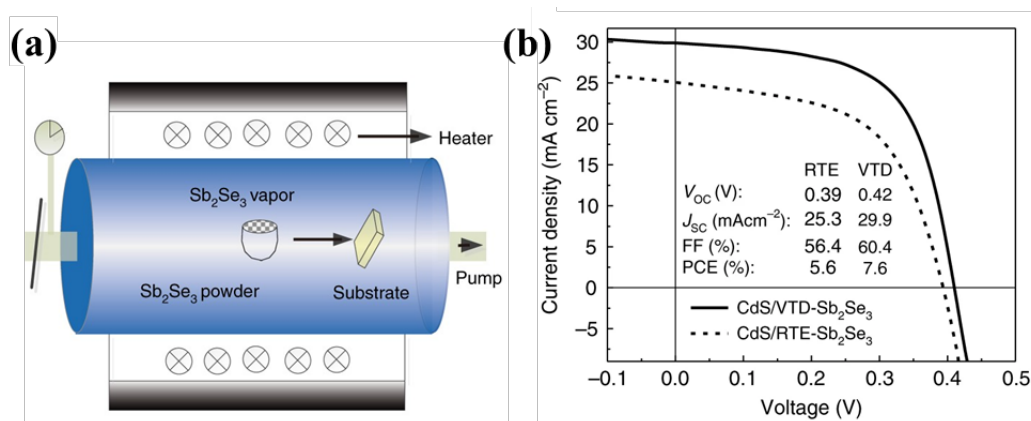 (a)
Heater
Sb₂Se₃ vapor
Sb₂Se₃ powder
Substrate
Pump
(b)
Current density (mA cm⁻²)
30
25
20
15
10
5
0
−5
RTE VTD
V_OC (V): 0.39 0.42
J_SC (mAcm⁻²): 25.3 29.9
FF (%): 56.4 60.4
PCE (%): 5.6 7.6
CdS/VTD-Sb₂Se₃
CdS/RTE-Sb₂Se₃
−0.1 0.0 0.1 0.2 0.3 0.4 0.5
Voltage (V)